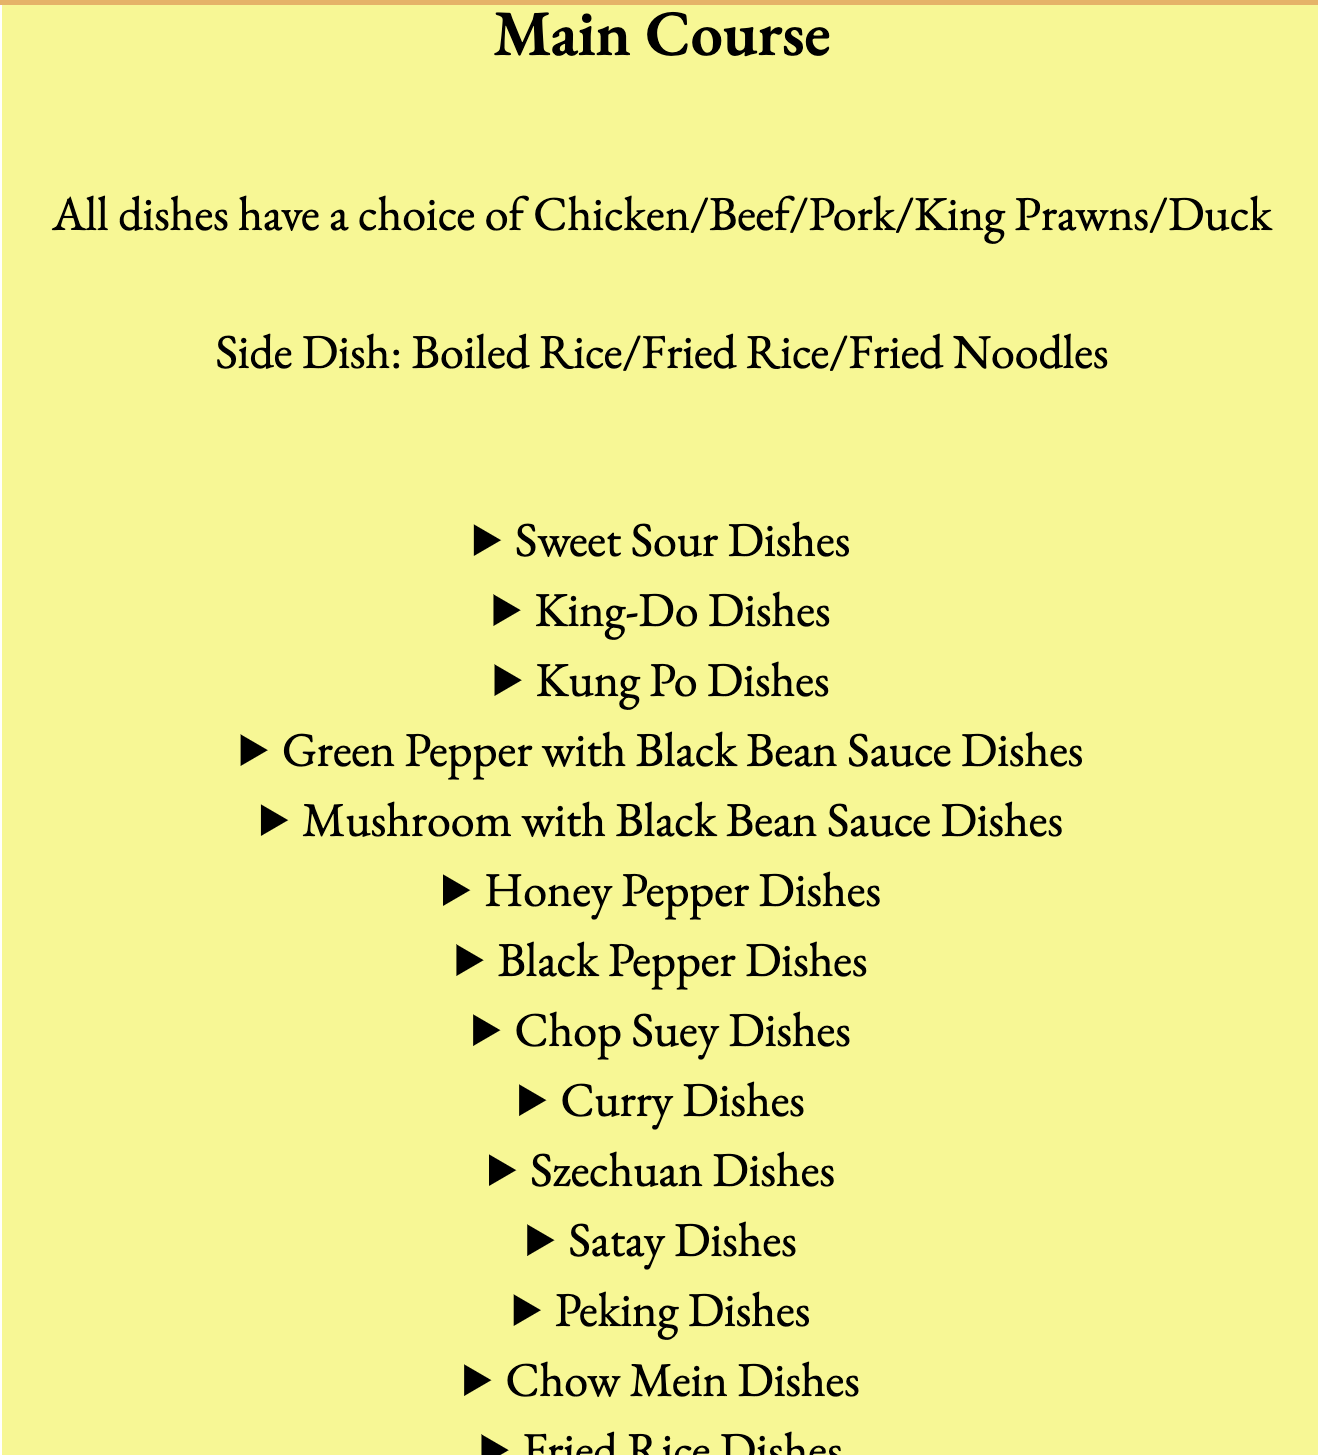 Main Course
All dishes have a choice of Chicken/Beef/Pork/King Prawns/Duck
Side Dish: Boiled Rice/Fried Rice/Fried Noodles
▶ Sweet Sour Dishes
▶ King-Do Dishes
▶ Kung Po Dishes
▶ Green Pepper with Black Bean Sauce Dishes
▶ Mushroom with Black Bean Sauce Dishes
▶ Honey Pepper Dishes
▶ Black Pepper Dishes
▶ Chop Suey Dishes
▶ Curry Dishes
▶ Szechuan Dishes
▶ Satay Dishes
▶ Peking Dishes
▶ Chow Mein Dishes
▶ Fried Rice Dishes